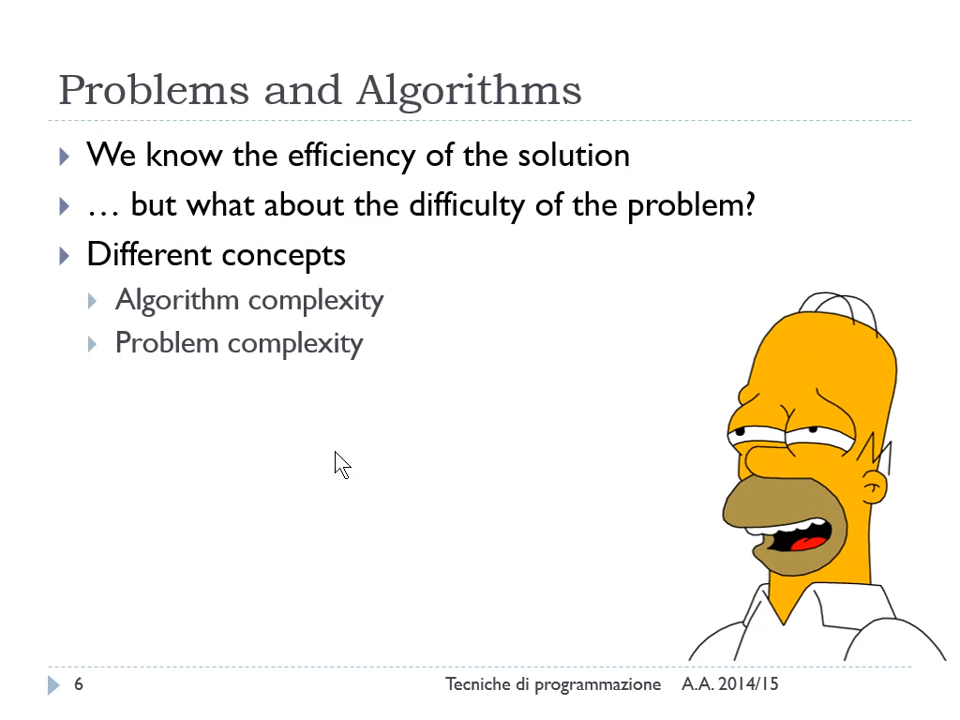 Problems and Algorithms
We know the efficiency of the solution
… but what about the difficulty of the problem?
Different concepts
Algorithm complexity
Problem complexity
6 Tecniche di programmazione A.A. 2014/15